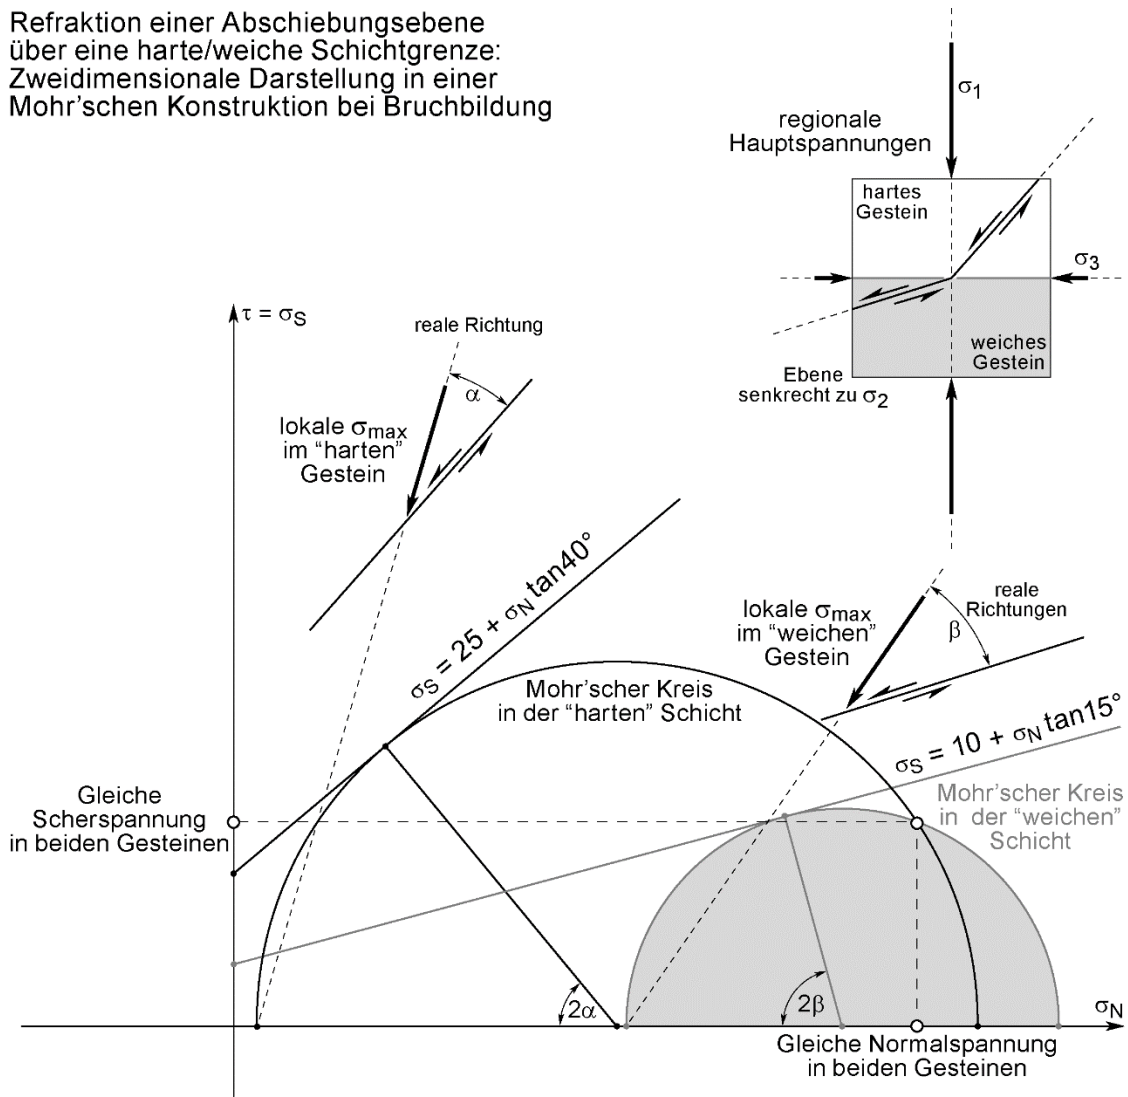 Refraktion einer Abschiebungsebene
über eine harte/weiche Schichtgrenze:
Zweidimensionale Darstellung in einer
Mohr'schen Konstruktion bei Bruchbildung
σ1
regionale
Hauptspannungen
hartes
Gestein
σ3
weiches
Gestein
Ebene
senkrecht zu σ2
τ = σS
reale Richtung
α
lokale σmax
im "harten"
Gestein
σS = 25 + σN tan40°
lokale σmax
im "weichen"
Gestein
reale
Richtungen
β
Mohr'scher Kreis
in der "harten" Schicht
σS = 10 + σN tan15°
Gleiche
Scherspannung
in beiden Gesteinen
Mohr'scher Kreis
in der "weichen"
Schicht
2α
2β
σN
Gleiche Normalspannung
in beiden Gesteinen